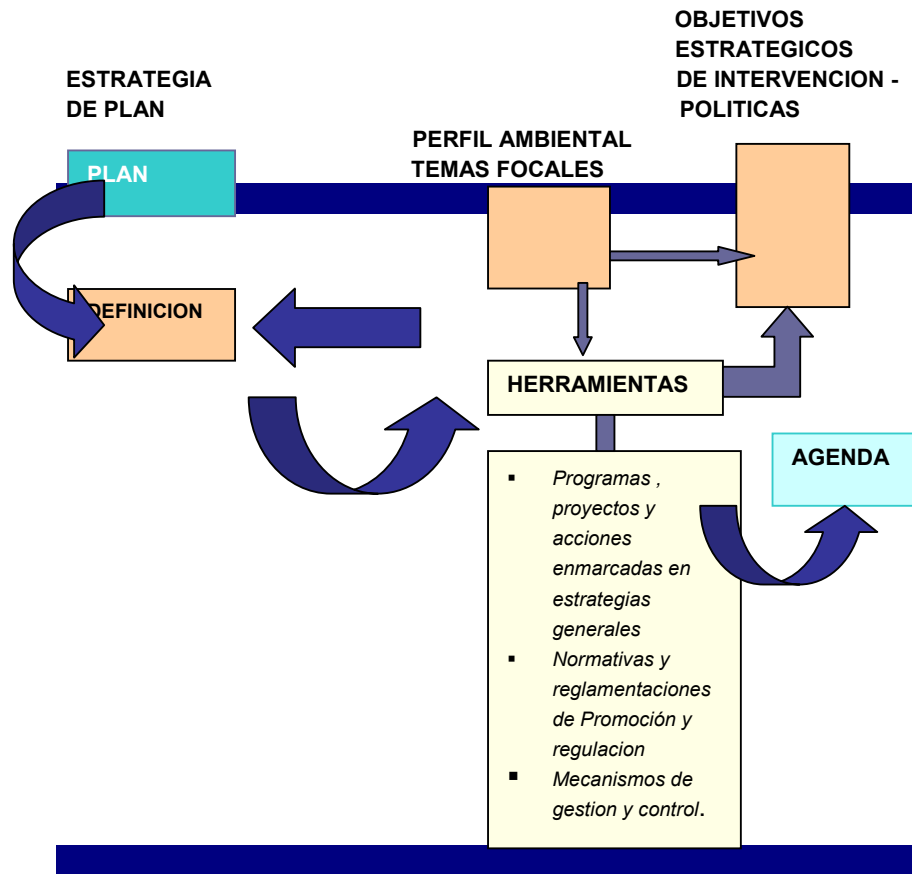 ESTRATEGIA
DE PLAN
PERFIL AMBIENTAL
TEMAS FOCALES
OBJETIVOS
ESTRATEGICOS
DE INTERVENCION -
POLITICAS
PLAN
DEFINICION
HERRAMIENTAS
AGENDA
▪ Programas ,
proyectos y
acciones
enmarcadas en
estrategias
generales
▪ Normativas y
reglamentaciones
de Promoción y
regulacion
▪ Mecanismos de
gestion y control.